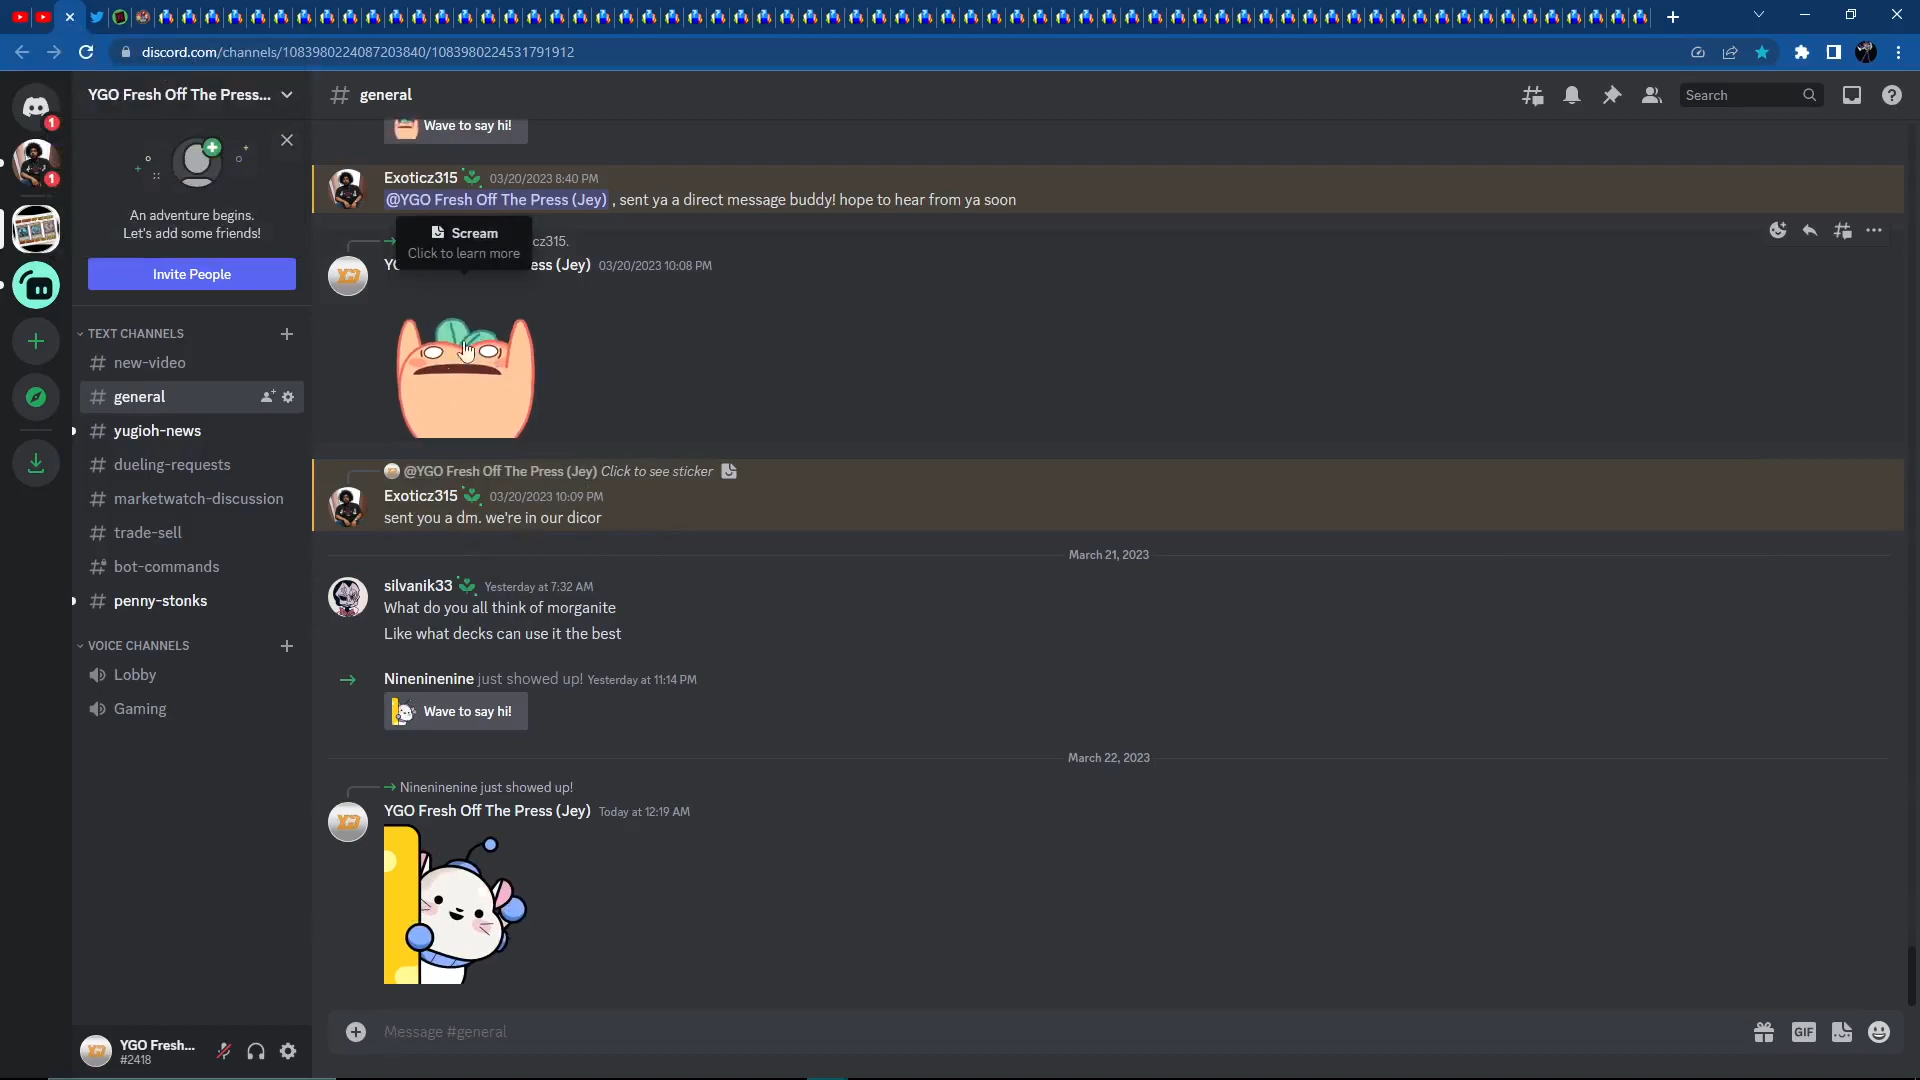 discord.com/channels/1083980224087203840/1083980224531791912
1
1
YGO Fresh Off The Press...
An adventure begins.
Let's add some friends!
Invite People
TEXT CHANNELS
new-video
general
yugioh-news
dueling-requests
marketwatch-discussion
trade-sell
bot-commands
penny-stonks
VOICE CHANNELS
Lobby
Gaming
YGO Fresh...
#2418
general
Search
Wave to say hi!
Exoticz315 03/20/2023 8:40 PM
@YGO Fresh Off The Press (Jey) , sent ya a direct message buddy! hope to hear from ya soon
Scream
Click to learn more
cz315.
YG ess (Jey) 03/20/2023 10:08 PM
@YGO Fresh Off The Press (Jey) Click to see sticker
Exoticz315 03/20/2023 10:09 PM
sent you a dm. we're in our dicor
March 21, 2023
silvanik33 Yesterday at 7:32 AM
What do you all think of morganite
Like what decks can use it the best
Nineninenine just showed up! Yesterday at 11:14 PM
Wave to say hi!
March 22, 2023
Nineninenine just showed up!
YGO Fresh Off The Press (Jey) Today at 12:19 AM
Message #general
GIF